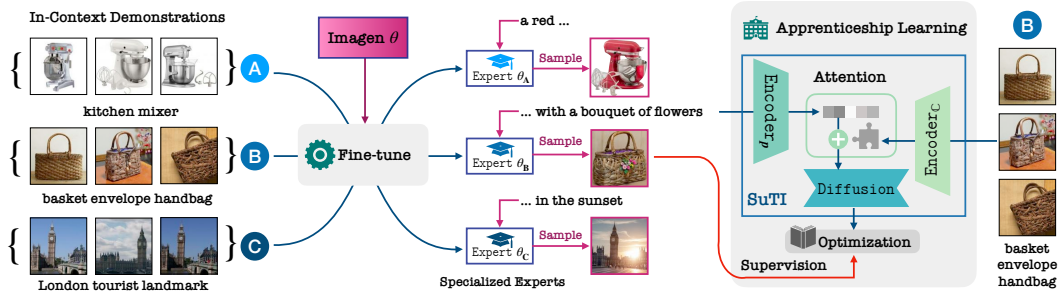 In-Context Demonstrations
A
kitchen mixer
B
basket envelope handbag
C
London tourist landmark
Imagen θ
Fine-tune
a red ...
Expert θA
Sample
... with a bouquet of flowers
Expert θB
Sample
... in the sunset
Expert θC
Sample
Specialized Experts
Apprenticeship Learning
Attention
Encoderp
EncoderC
Diffusion
SuTI
Optimization
Supervision
B
basket
envelope
handbag